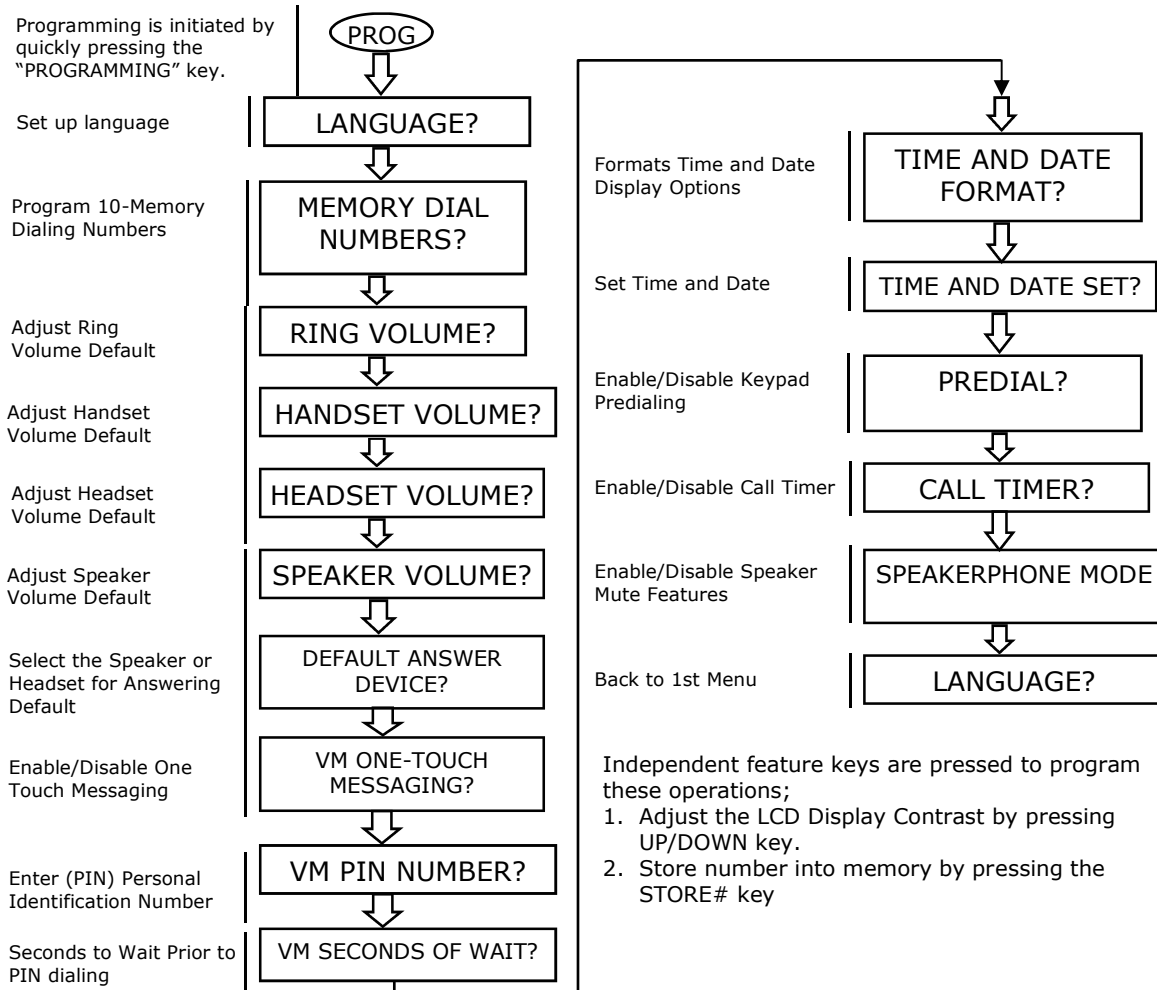 Programming is initiated by
quickly pressing the
“PROGRAMMING” key.
PROG
Set up language
LANGUAGE?
Program 10-Memory
Dialing Numbers
MEMORY DIAL
NUMBERS?
Adjust Ring
Volume Default
RING VOLUME?
Adjust Handset
Volume Default
HANDSET VOLUME?
Adjust Headset
Volume Default
HEADSET VOLUME?
Adjust Speaker
Volume Default
SPEAKER VOLUME?
Select the Speaker or
Headset for Answering
Default
DEFAULT ANSWER
DEVICE?
Enable/Disable One
Touch Messaging
VM ONE-TOUCH
MESSAGING?
Enter (PIN) Personal
Identification Number
VM PIN NUMBER?
Seconds to Wait Prior to
PIN dialing
VM SECONDS OF WAIT?
Formats Time and Date
Display Options
TIME AND DATE
FORMAT?
Set Time and Date
TIME AND DATE SET?
Enable/Disable Keypad
Predialing
PREDIAL?
Enable/Disable Call Timer
CALL TIMER?
Enable/Disable Speaker
Mute Features
SPEAKERPHONE MODE
Back to 1st Menu
LANGUAGE?
Independent feature keys are pressed to program
these operations;
1. Adjust the LCD Display Contrast by pressing
UP/DOWN key.
2. Store number into memory by pressing the
STORE# key